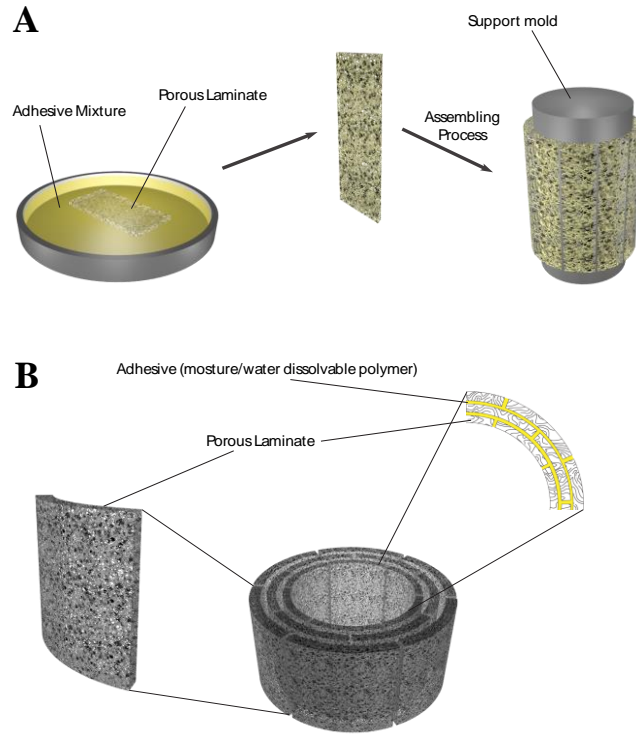 A
Support mold
Porous Laminate
Adhesive Mixture
Assembling
Process
B
Adhesive (mosture/water dissolvable polymer)
Porous Laminate